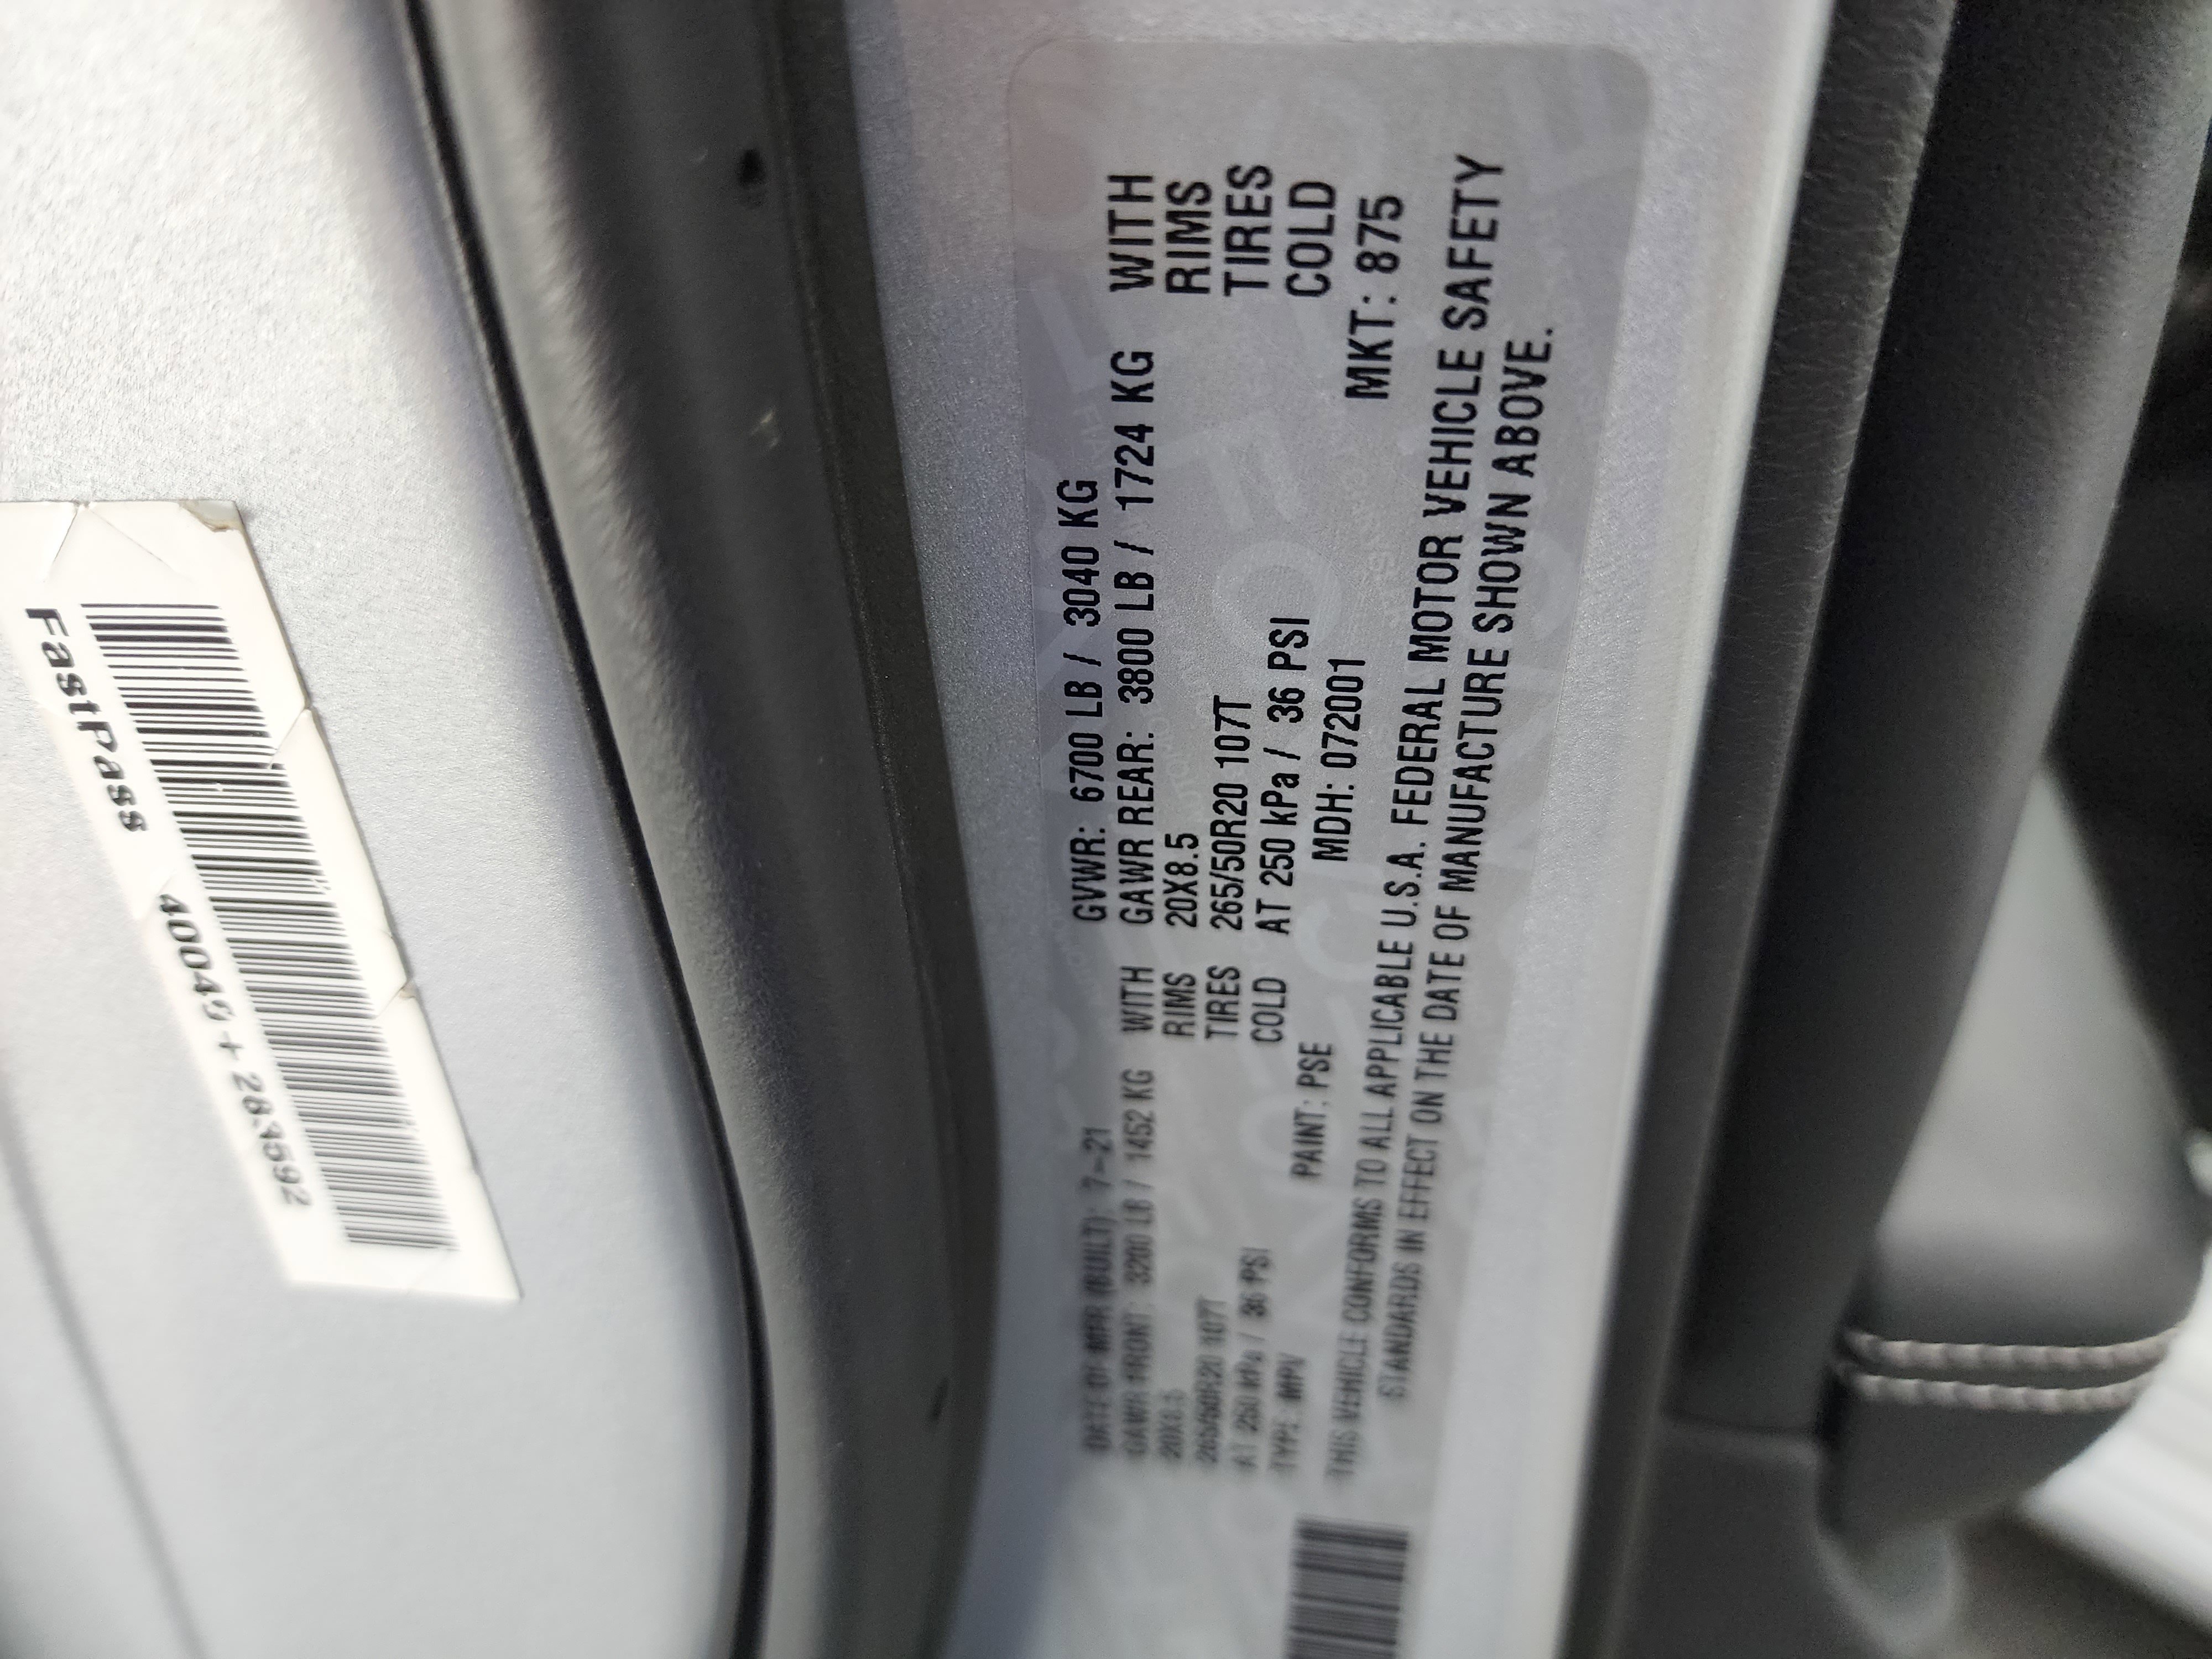 FastPass 400049+2835592
DATE OF MFR (BUILT): 7-21 GVWR: 6700 LB / 3040 KG
GAWR FRONT: 3200 LB / 1452 KG WITH GAWR REAR: 3800 LB / 1724 KG WITH
20X8.5 RIMS 20X8.5 RIMS
265/50R20 107T TIRES 265/50R20 107T TIRES
AT 250 kPa / 36 PSI COLD AT 250 kPa / 36 PSI COLD
TYPE: MPV PAINT: PSE MDH: 072001 MKT: 875
THIS VEHICLE CONFORMS TO ALL APPLICABLE U.S.A. FEDERAL MOTOR VEHICLE SAFETY
STANDARDS IN EFFECT ON THE DATE OF MANUFACTURE SHOWN ABOVE.